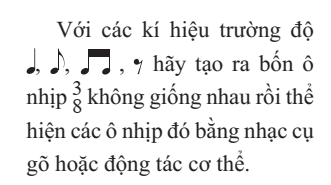 Với các kí hiệu trường độ
♩, ♪, ♫, 𝄾 hãy tạo ra bốn ô
nhịp 3/8 không giống nhau rồi thể
hiện các ô nhịp đó bằng nhạc cụ
gõ hoặc động tác cơ thể.